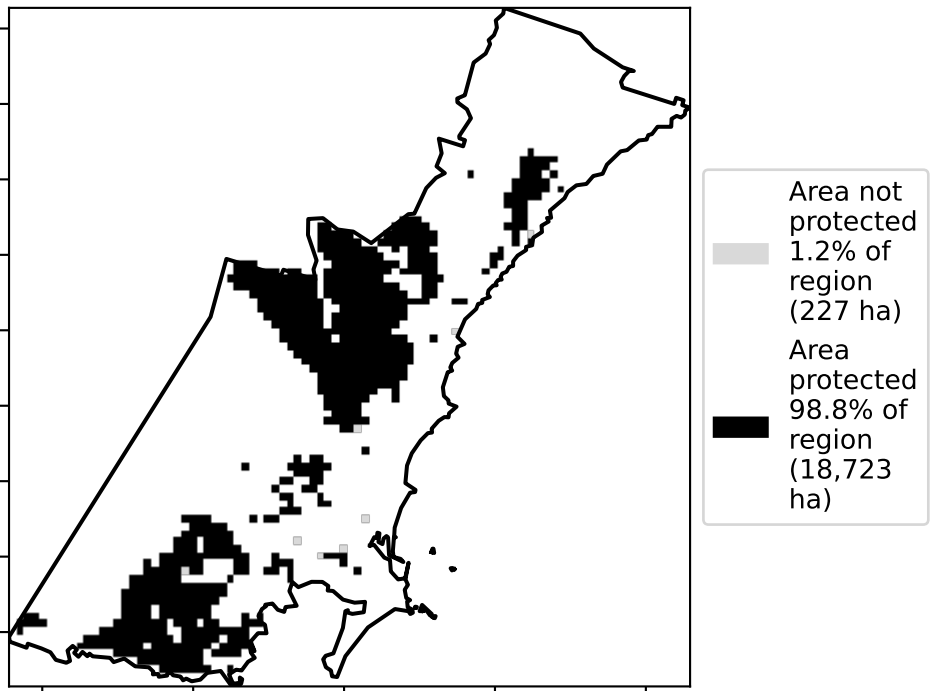 Area not
protected
1.2% of
region
(227 ha)
Area
protected
98.8% of
region
(18,723
ha)